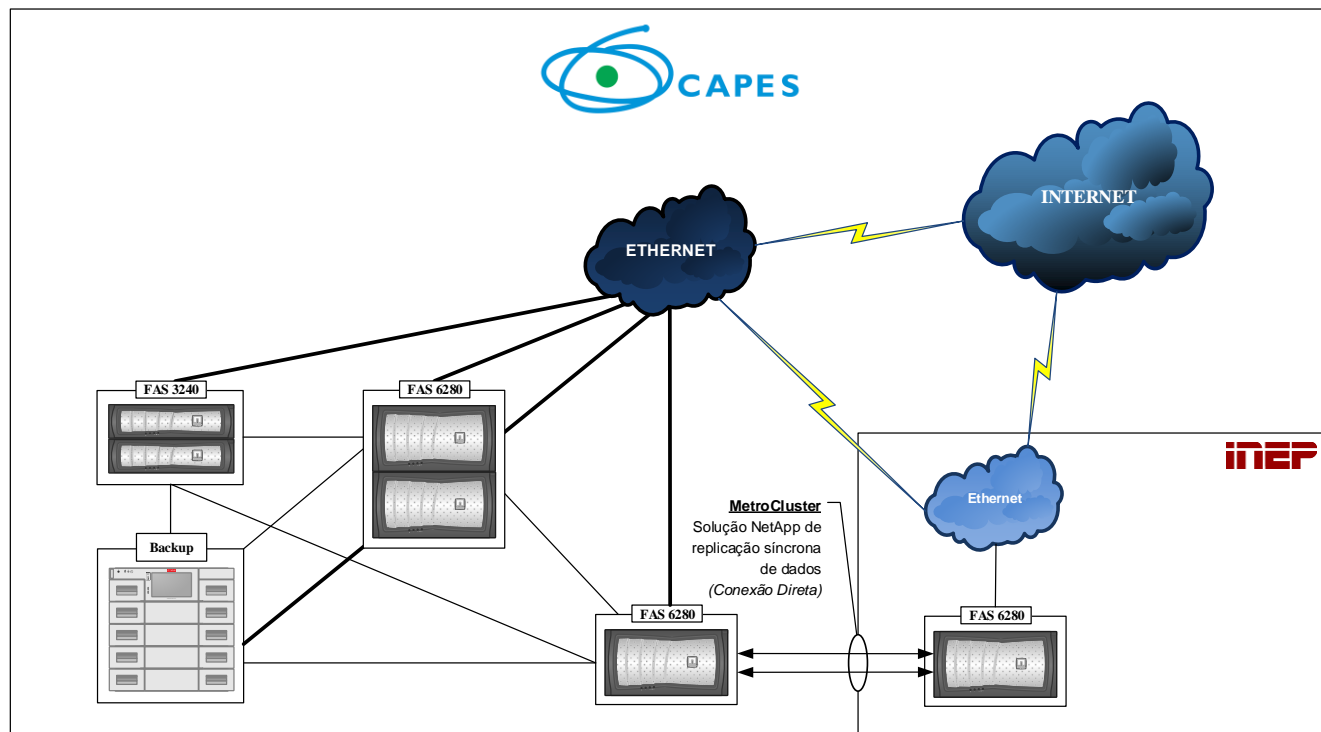 CAPES
INTERNET
ETHERNET
FAS 3240
FAS 6280
inep
Ethernet
MetroCluster
Solução NetApp de
replicação síncrona
de dados
(Conexão Direta)
Backup
FAS 6280
FAS 6280